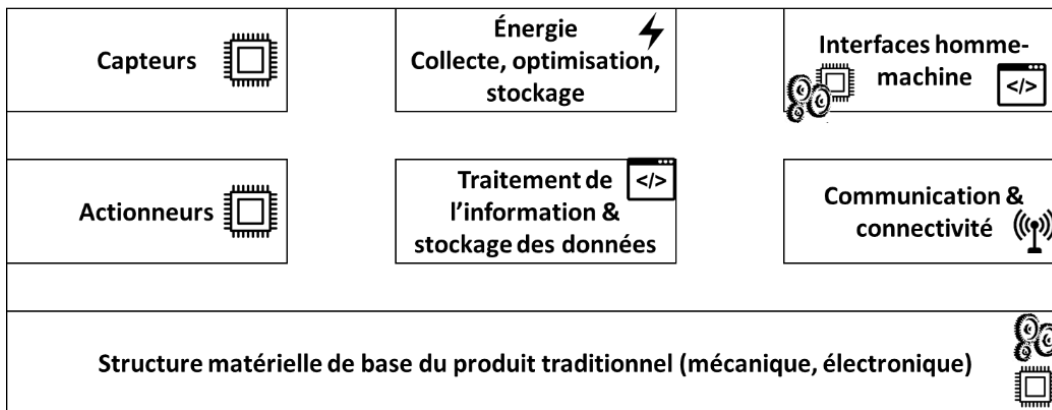 Capteurs
Énergie
Collecte, optimisation,
stockage
Interfaces homme-
machine
</>
Actionneurs
Traitement de
l’information &
stockage des données
</>
Communication &
connectivité
Structure matérielle de base du produit traditionnel (mécanique, électronique)